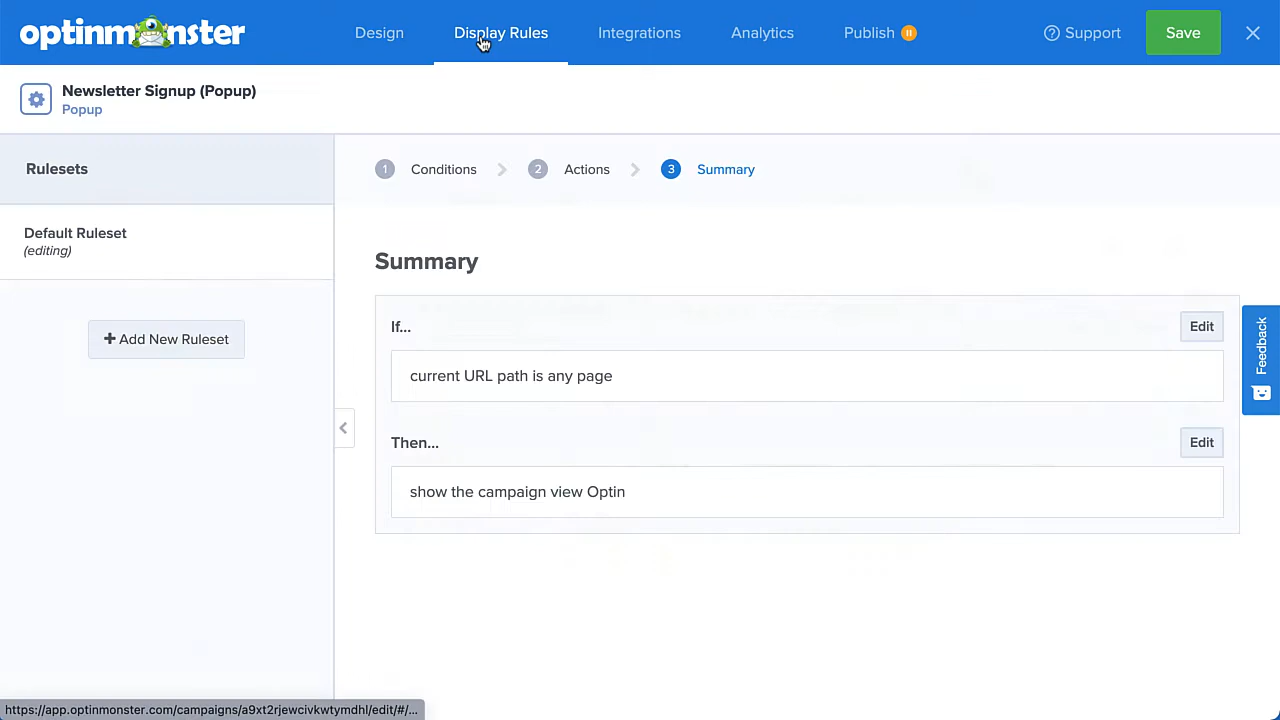 optinmonster
Design
Display Rules
Integrations
Analytics
Publish
Support
Save
Newsletter Signup (Popup)
Popup
Rulesets
1 Conditions
2 Actions
3 Summary
Default Ruleset
(editing)
+ Add New Ruleset
Summary
If...
Edit
current URL path is any page
Then...
Edit
show the campaign view Optin
Feedback
https://app.optinmonster.com/campaigns/a9xt2rjewcivkwtymdhl/edit/#/...